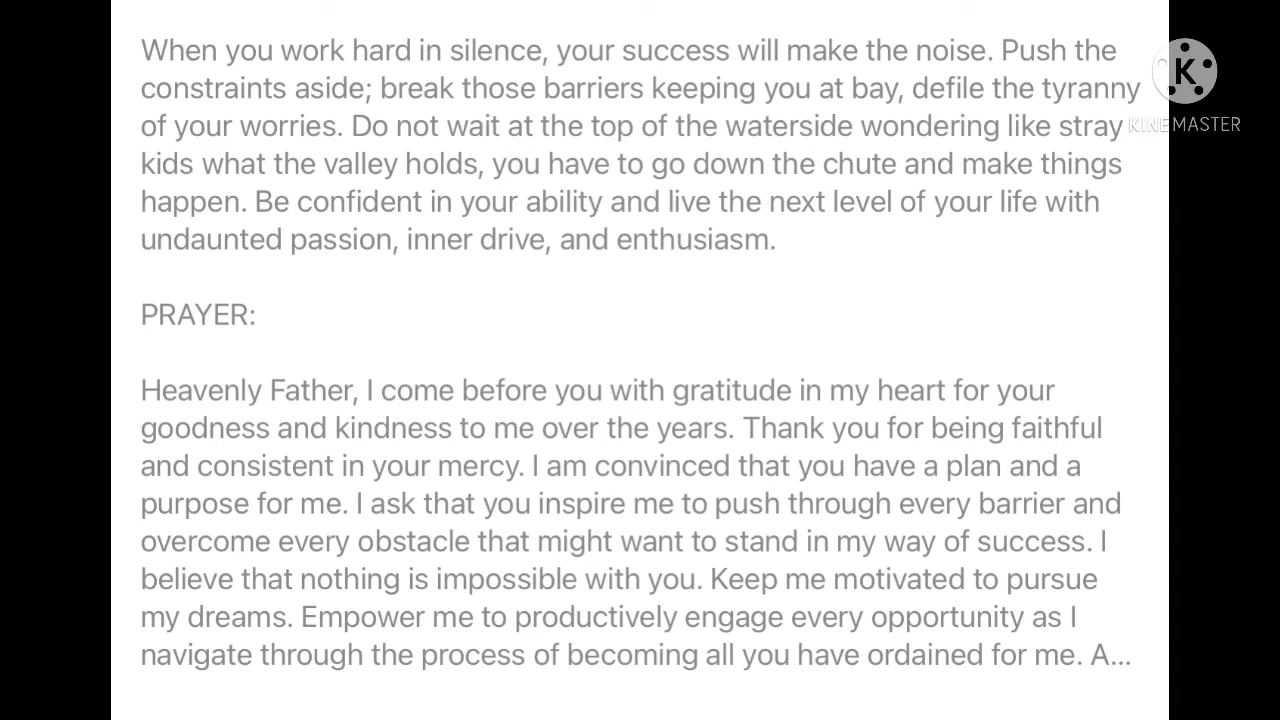 When you work hard in silence, your success will make the noise. Push the
constraints aside; break those barriers keeping you at bay, defile the tyranny
of your worries. Do not wait at the top of the waterside wondering like stray
kids what the valley holds, you have to go down the chute and make things
happen. Be confident in your ability and live the next level of your life with
undaunted passion, inner drive, and enthusiasm.
PRAYER:
Heavenly Father, I come before you with gratitude in my heart for your
goodness and kindness to me over the years. Thank you for being faithful
and consistent in your mercy. I am convinced that you have a plan and a
purpose for me. I ask that you inspire me to push through every barrier and
overcome every obstacle that might want to stand in my way of success. I
believe that nothing is impossible with you. Keep me motivated to pursue
my dreams. Empower me to productively engage every opportunity as I
navigate through the process of becoming all you have ordained for me. A...
K
KINEMASTER